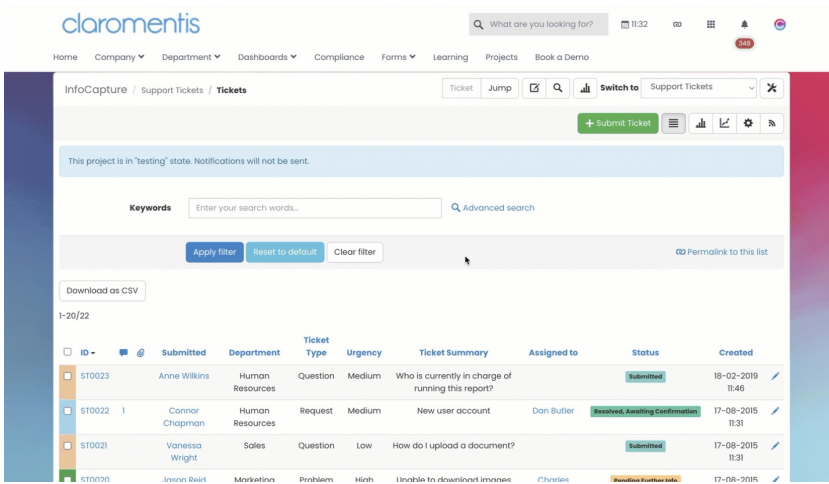 claromentis
What are you looking for?
11:32
348
Home Company Department Dashboards Compliance Forms Learning Projects Book a Demo
InfoCapture / Support Tickets / Tickets
Ticket Jump Switch to Support Tickets
+ Submit Ticket
This project is in "testing" state. Notifications will not be sent.
Keywords Enter your search words... Advanced search
Apply filter Reset to default Clear filter Permalink to this list
Download as CSV
1-20/22
ID Submitted Department Ticket Type Urgency Ticket Summary Assigned to Status Created
ST0023 Anne Wilkins Human Resources Question Medium Who is currently in charge of running this report? Submitted 18-02-2019 11:46
ST0022 1 Connor Chapman Human Resources Request Medium New user account Dan Butler Resolved, Awaiting Confirmation 17-08-2015 11:31
ST0021 Vanessa Wright Sales Question Low How do I upload a document? Submitted 17-08-2015 11:31
ST0020 Jason Reid Marketing Problem High Unable to download images Charles Pending Further Info 17-08-2015